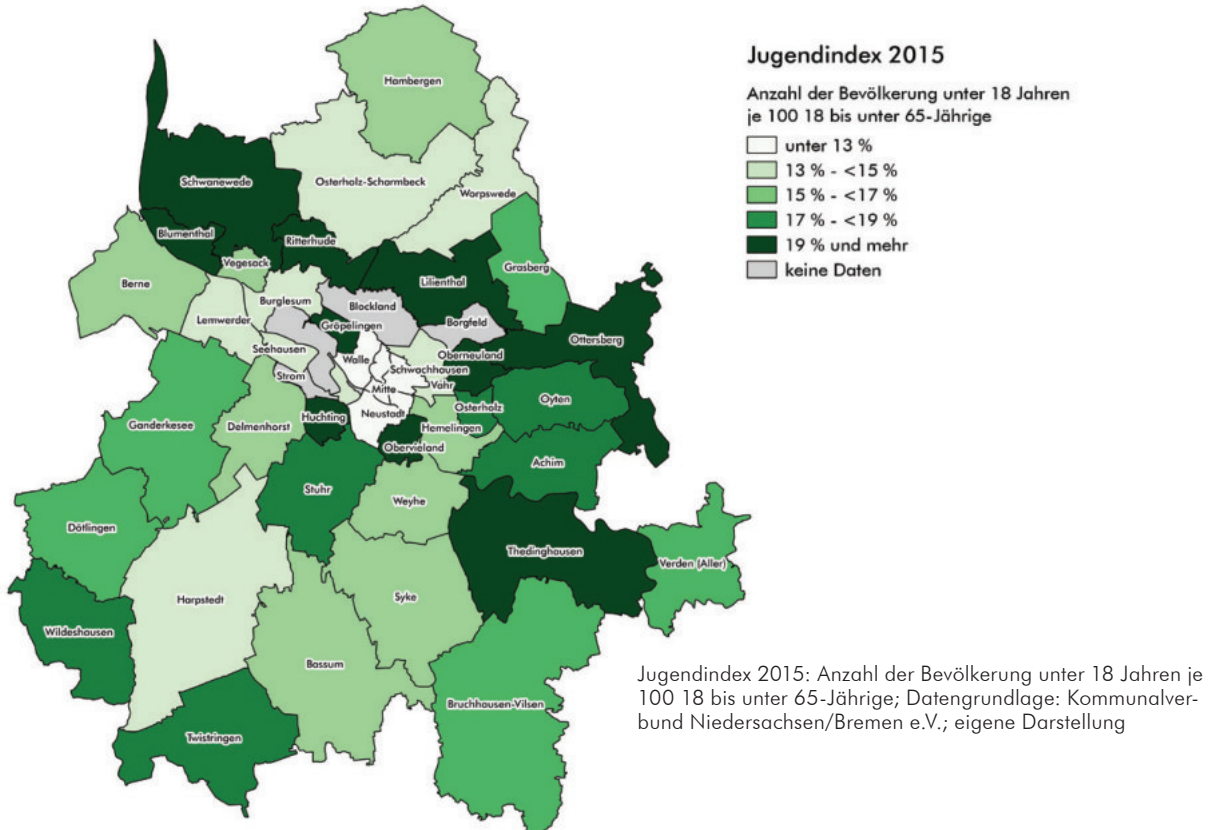 Jugendindex 2015
Anzahl der Bevölkerung unter 18 Jahren
je 100 18 bis unter 65-Jährige
unter 13 %
13 % - <15 %
15 % - <17 %
17 % - <19 %
19 % und mehr
keine Daten
Hambergen
Schwanewede
Osterholz-Scharmbeck
Worpswede
Blumenthal
Ritterhude
Vegesack
Lilienthal
Grasberg
Berne
Burglesum
Blockland
Lemwerder
Gröpelingen
Borgfeld
Ottersberg
Seehausen
Walle
Oberneuland
Schwachhausen
Strom
Mitte
Vahr
Huchting
Neustadt
Osterholz
Oyten
Ganderkesee
Delmenhorst
Hemelingen
Obervieland
Achim
Stuhr
Weyhe
Dötlingen
Thedinghausen
Verden (Aller)
Harpstedt
Syke
Wildeshausen
Bassum
Bruchhausen-Vilsen
Twistringen
Jugendindex 2015: Anzahl der Bevölkerung unter 18 Jahren je
100 18 bis unter 65-Jährige; Datengrundlage: Kommunalver-
bund Niedersachsen/Bremen e.V.; eigene Darstellung